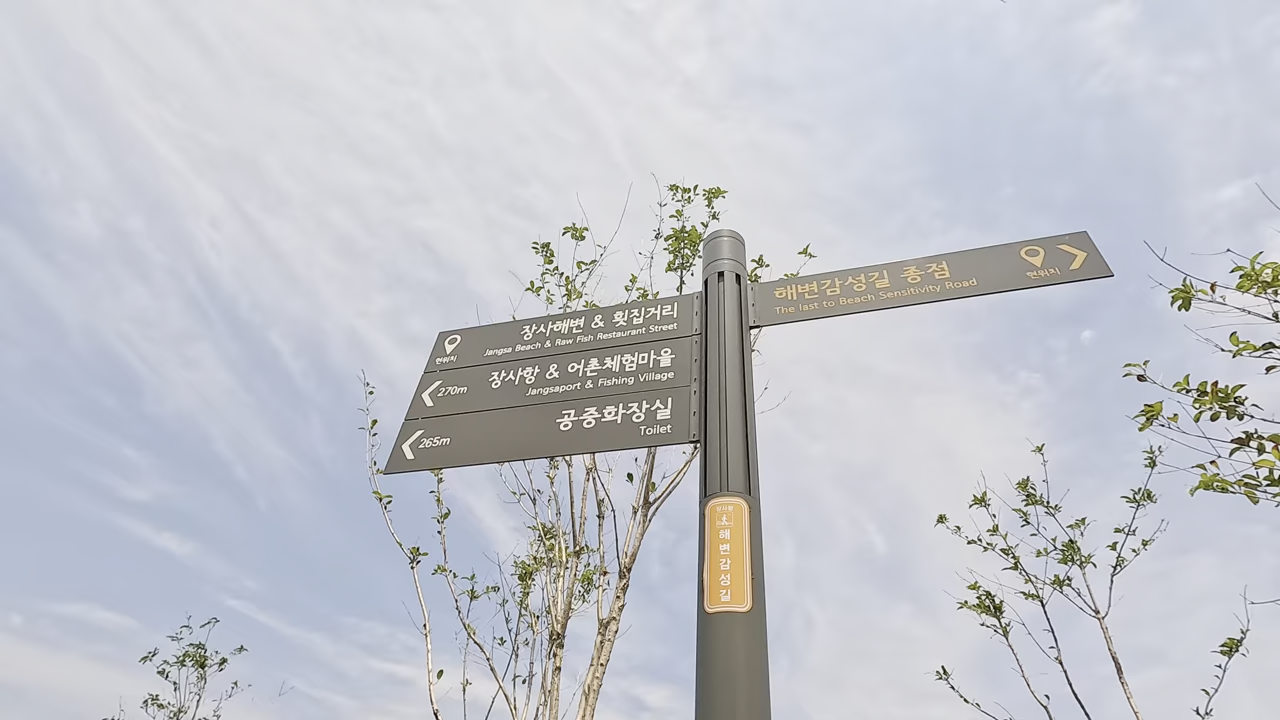 장사해변 & 횟집거리
Jangsa Beach & Raw Fish Restaurant Street
현위치
장사항 & 어촌체험마을
Jangsaport & Fishing Village
270m
공중화장실
Toilet
265m
해변감성길 종점
The last to Beach Sensitivity Road
현위치
장사항
해변감성길